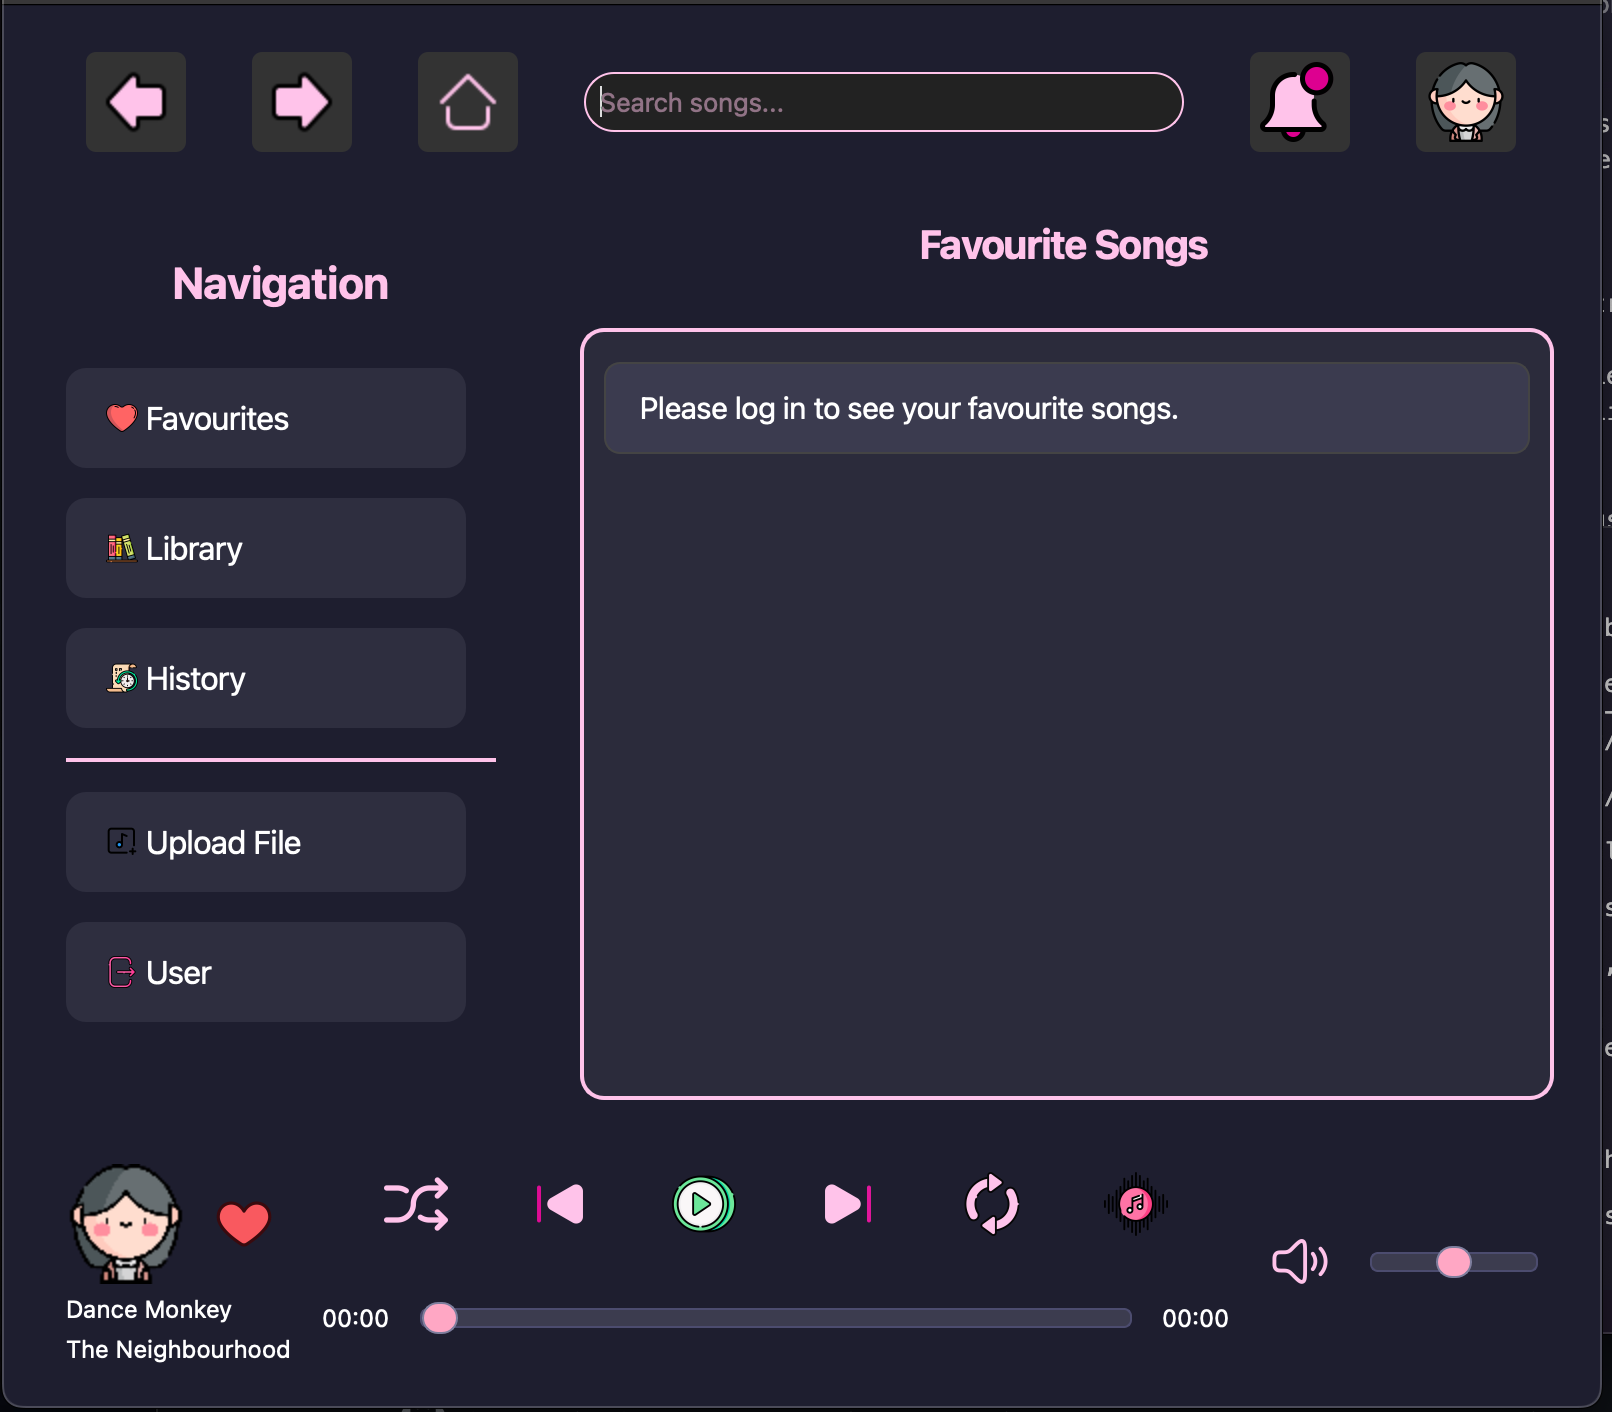 Search songs...
Favourite Songs
Navigation
Please log in to see your favourite songs.
Favourites
Library
History
Upload File
User
Dance Monkey
The Neighbourhood
00:00
00:00